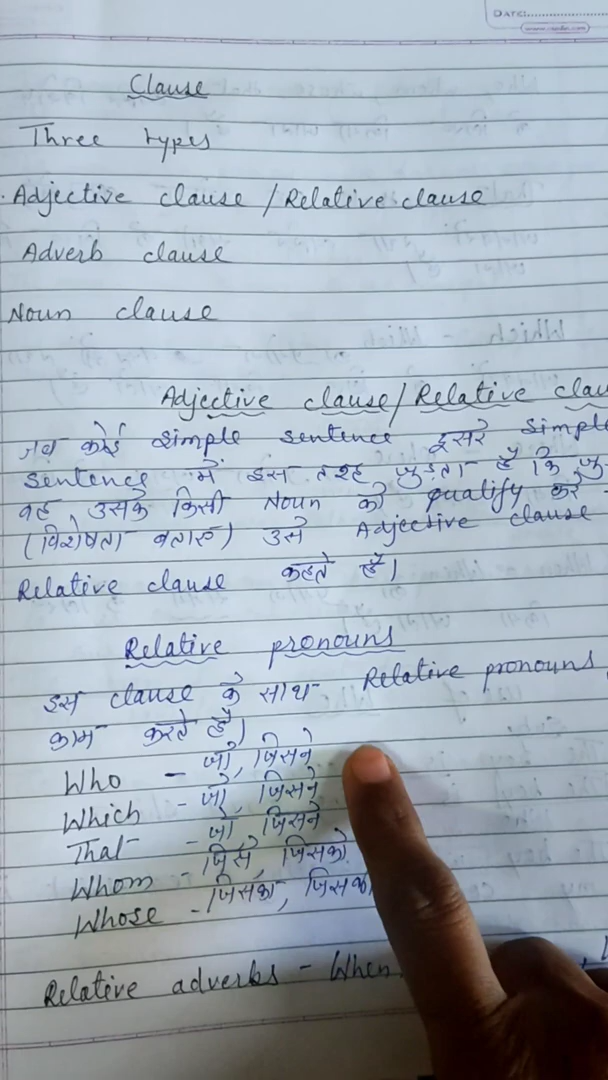 DATE:
Clause
Three types
Adjective clause / Relative clause
Adverb clause
Noun clause
Adjective clause/Relative clau
जब कोई simple sentence दूसरे simple
sentence में इस तरह जुड़ता है कि
वह उसके किसी Noun को qualify करे
(विशेषता बताए) उसे Adjective clause
Relative clause कहते हैं।
Relative pronouns
इस clause के साथ Relative pronouns
काम करते हैं।
Who - जो, जिसने
Which - जो, जिसने
That - जो जिसने
Whom - जिसे, जिसको
Whose - जिसका,
Relative adverbs - When